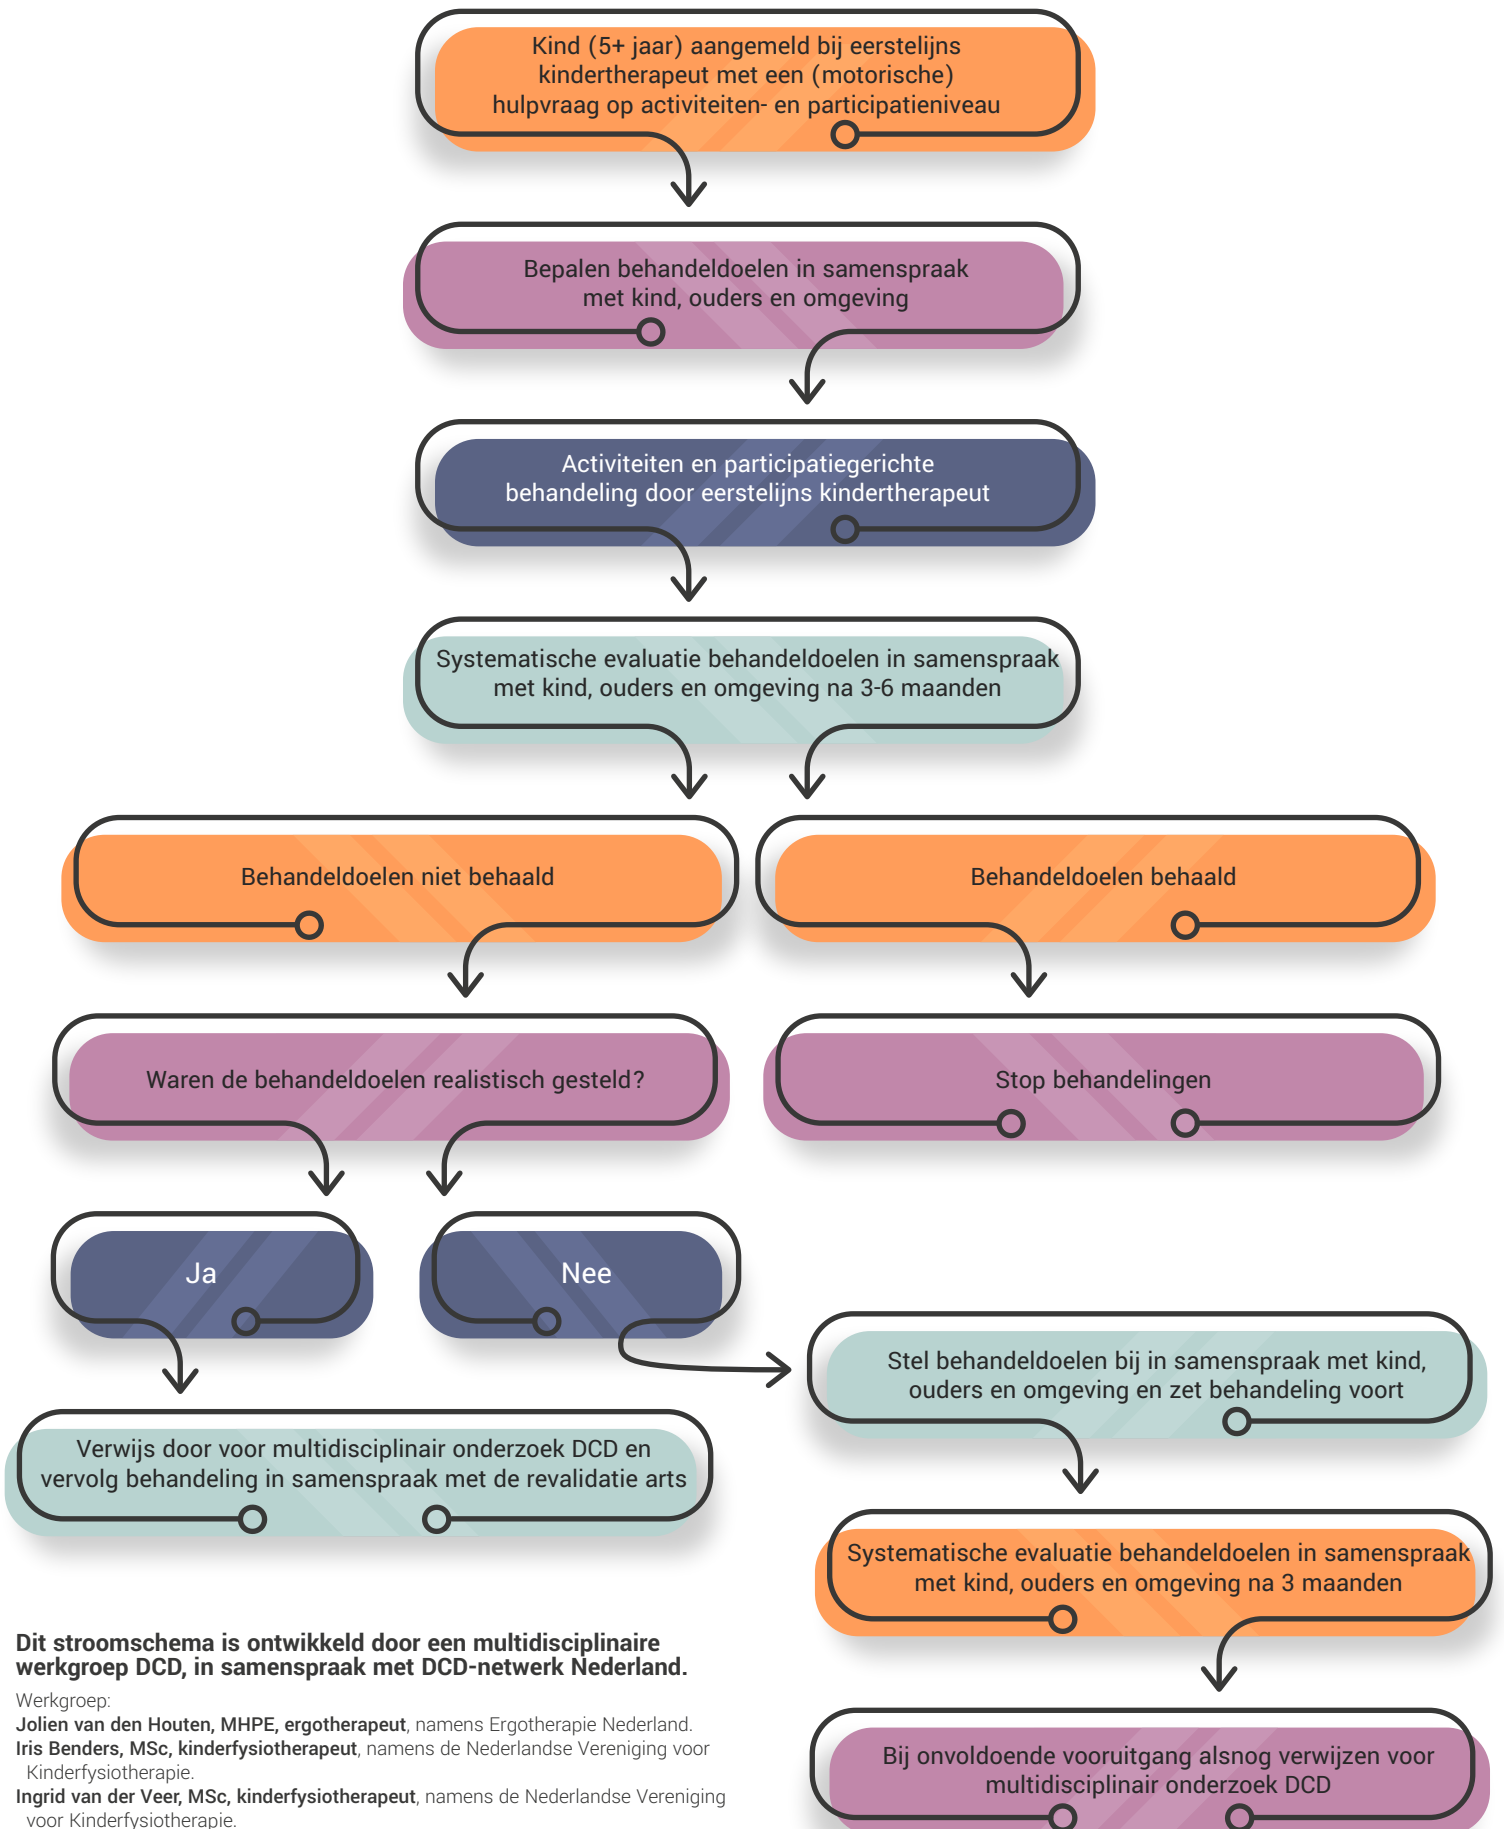 Kind (5+ jaar) aangemeld bij eerstelijns
kindertherapeut met een (motorische)
hulpvraag op activiteiten- en participatieniveau
Bepalen behandeldoelen in samenspraak
met kind, ouders en omgeving
Activiteiten en participatiegerichte
behandeling door eerstelijns kindertherapeut
Systematische evaluatie behandeldoelen in samenspraak
met kind, ouders en omgeving na 3-6 maanden
Behandeldoelen niet behaald
Behandeldoelen behaald
Waren de behandeldoelen realistisch gesteld?
Stop behandelingen
Ja
Nee
Stel behandeldoelen bij in samenspraak met kind,
ouders en omgeving en zet behandeling voort
Verwijs door voor multidisciplinair onderzoek DCD en
vervolg behandeling in samenspraak met de revalidatie arts
Systematische evaluatie behandeldoelen in samenspraak
met kind, ouders en omgeving na 3 maanden
Bij onvoldoende vooruitgang alsnog verwijzen voor
multidisciplinair onderzoek DCD
Dit stroomschema is ontwikkeld door een multidisciplinaire
werkgroep DCD, in samenspraak met DCD-netwerk Nederland.
Werkgroep:
Jolien van den Houten, MHPE, ergotherapeut, namens Ergotherapie Nederland.
Iris Benders, MSc, kinderfysiotherapeut, namens de Nederlandse Vereniging voor
Kinderfysiotherapie.
Ingrid van der Veer, MSc, kinderfysiotherapeut, namens de Nederlandse Vereniging
voor Kinderfysiotherapie.